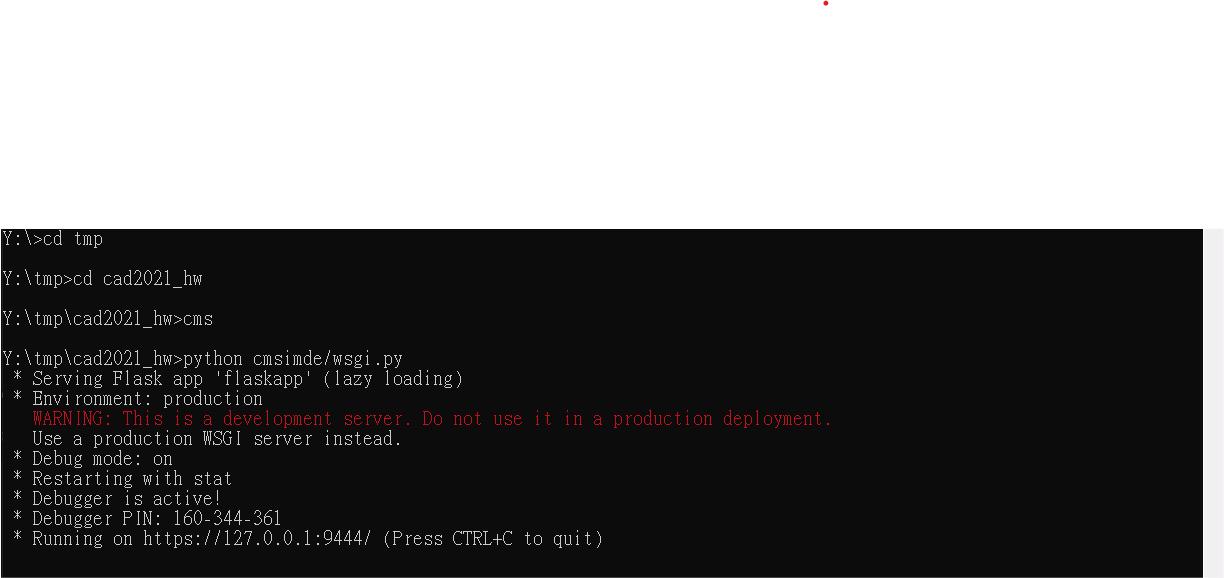 Y:\>cd tmp
Y:\tmp>cd cad2021_hw
Y:\tmp\cad2021_hw>cms
Y:\tmp\cad2021_hw>python cmsimde/wsgi.py
* Serving Flask app 'flaskapp' (lazy loading)
* Environment: production
WARNING: This is a development server. Do not use it in a production deployment.
Use a production WSGI server instead.
* Debug mode: on
* Restarting with stat
* Debugger is active!
* Debugger PIN: 160-344-361
* Running on https://127.0.0.1:9444/ (Press CTRL+C to quit)